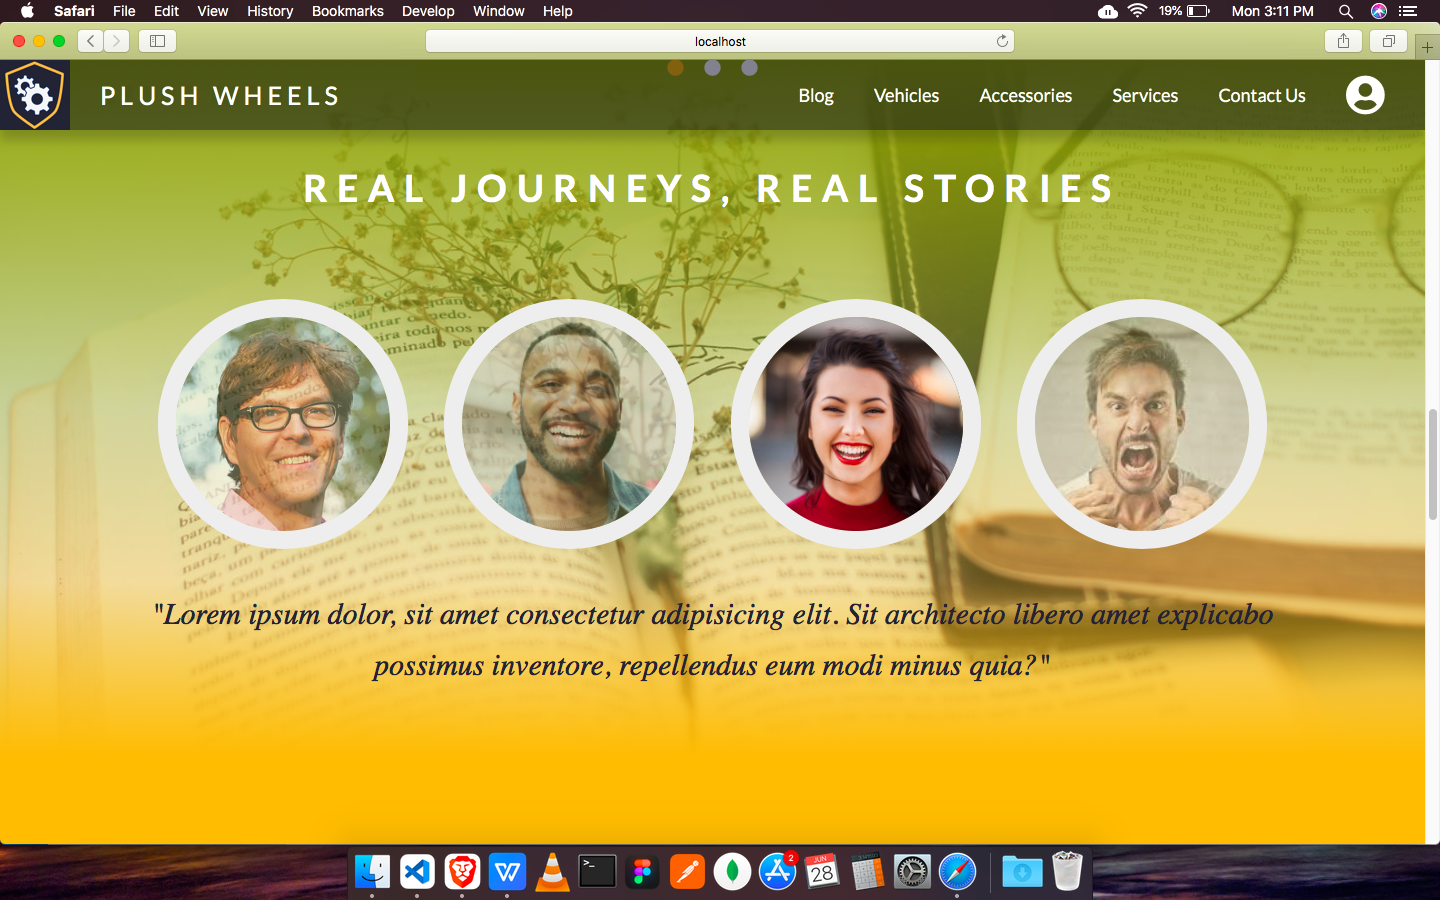 Safari File Edit View History Bookmarks Develop Window Help 19% Mon 3:11 PM
localhost
PLUSH WHEELS Blog Vehicles Accessories Services Contact Us
REAL JOURNEYS, REAL STORIES
"Lorem ipsum dolor, sit amet consectetur adipisicing elit. Sit architecto libero amet explicabo
possimus inventore, repellendus eum modi minus quia?"
2
JUN
28